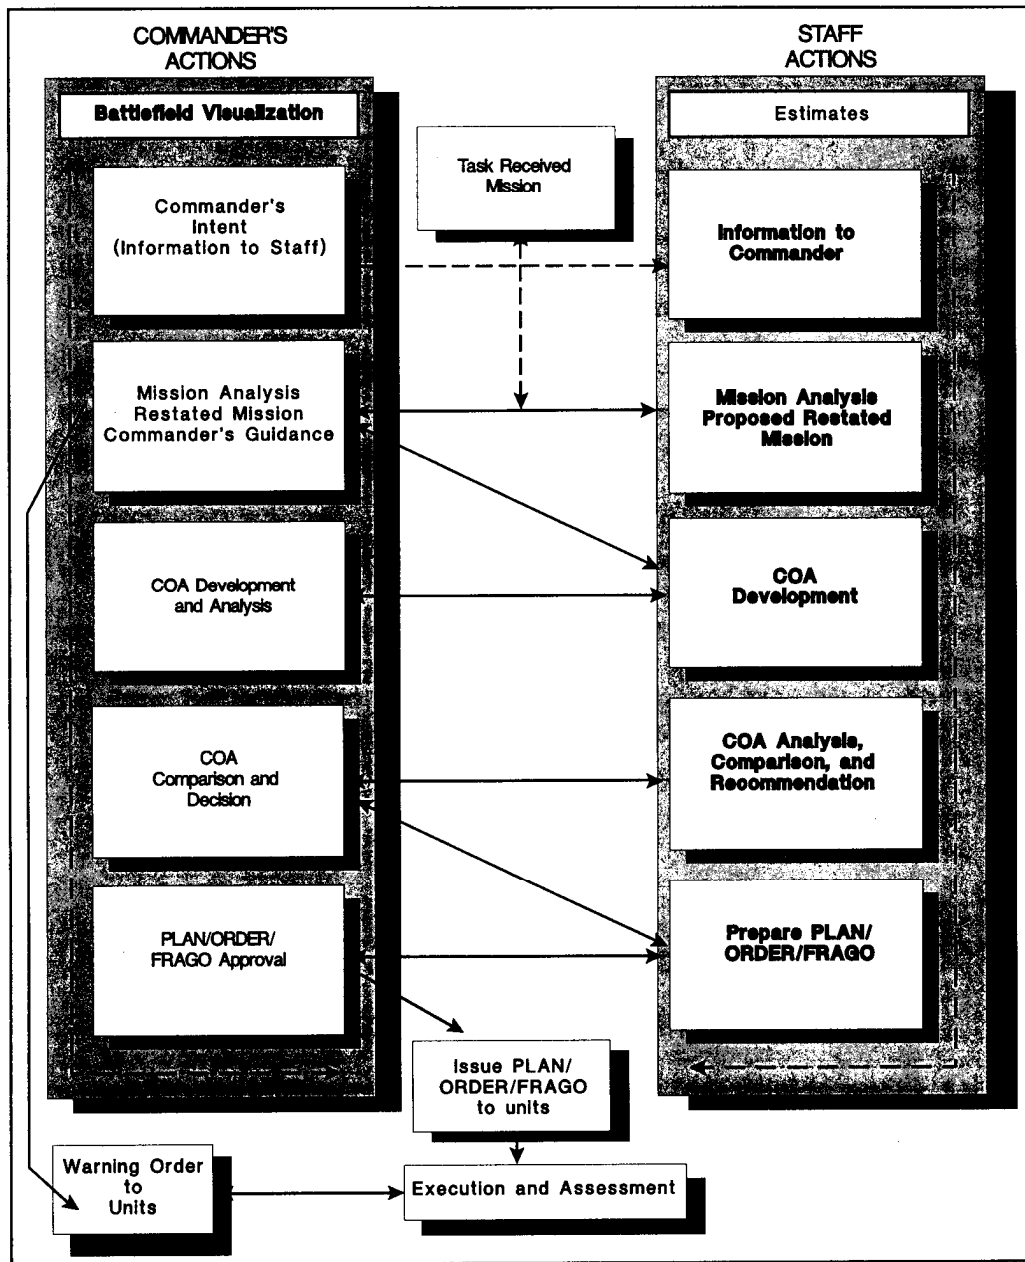 COMMANDER'S
ACTIONS
Battlefield Visualization
Commander's
Intent
(Information to Staff)
Mission Analysis
Restated Mission
Commander's Guidance
COA Development
and Analysis
COA
Comparison and
Decision
PLAN/ORDER/
FRAGO Approval
Task Received
Mission
STAFF
ACTIONS
Estimates
Information to
Commander
Mission Analysis
Proposed Restated
Mission
COA
Development
COA Analysis,
Comparison, and
Recommendation
Prepare PLAN/
ORDER/FRAGO
Issue PLAN/
ORDER/FRAGO
to units
Warning Order
to
Units
Execution and Assessment